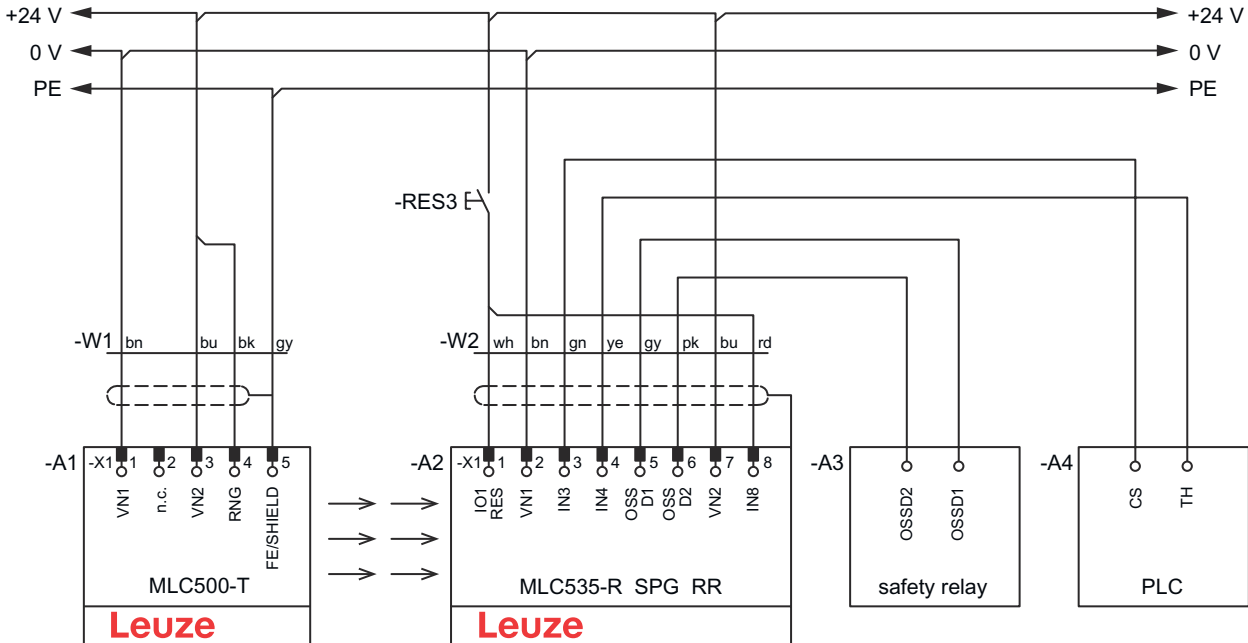 +24 V +24 V
0 V 0 V
PE PE
-RES3
-W1 bn bu bk gy
-W2 wh bn gn ye gy pk bu rd
-A1 -X1 1 2 3 4 5
VN1
n.c.
VN2
RNG
FE/SHIELD
MLC500-T
Leuze
-A2 -X1 1 2 3 4 5 6 7 8
IO1
RES
VN1
IN3
IN4
OSS
D1
OSS
D2
VN2
IN8
MLC535-R SPG RR
Leuze
-A3
OSSD2
OSSD1
safety relay
-A4
CS
TH
PLC